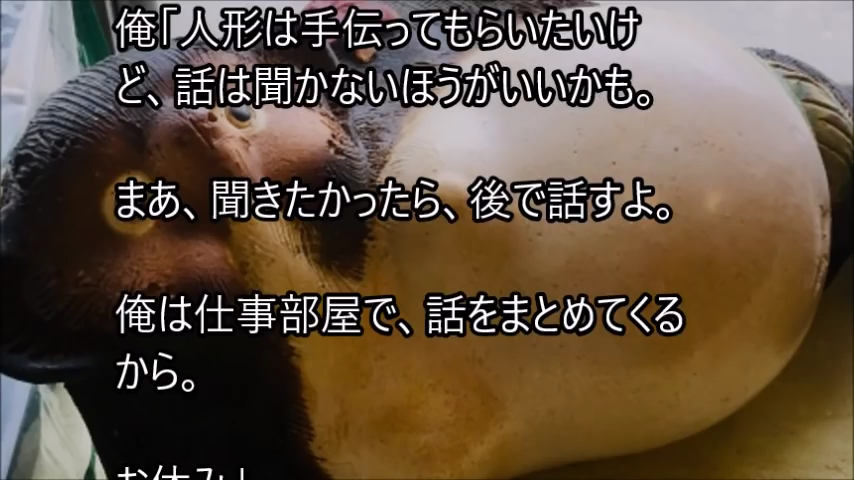 俺「人形は手伝ってもらいたいけ
ど、話は聞かないほうがいいかも。
まあ、聞きたかったら、後で話すよ。
俺は仕事部屋で、話をまとめてくる
から。
お休み」